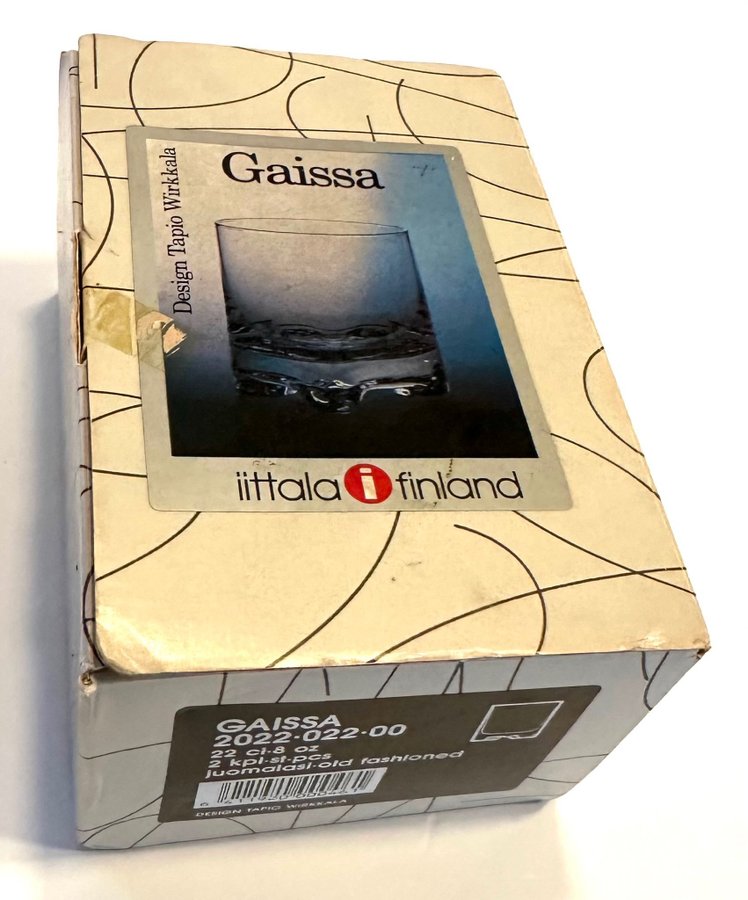 Gaissa
Design Tapio Wirkkala
iittala i finland
GAISSA
2022-022-00
22 cl-8 oz
2 kpl-st-pcs
juomalasi-old fashioned
DESIGN TAPIO WIRKKALA